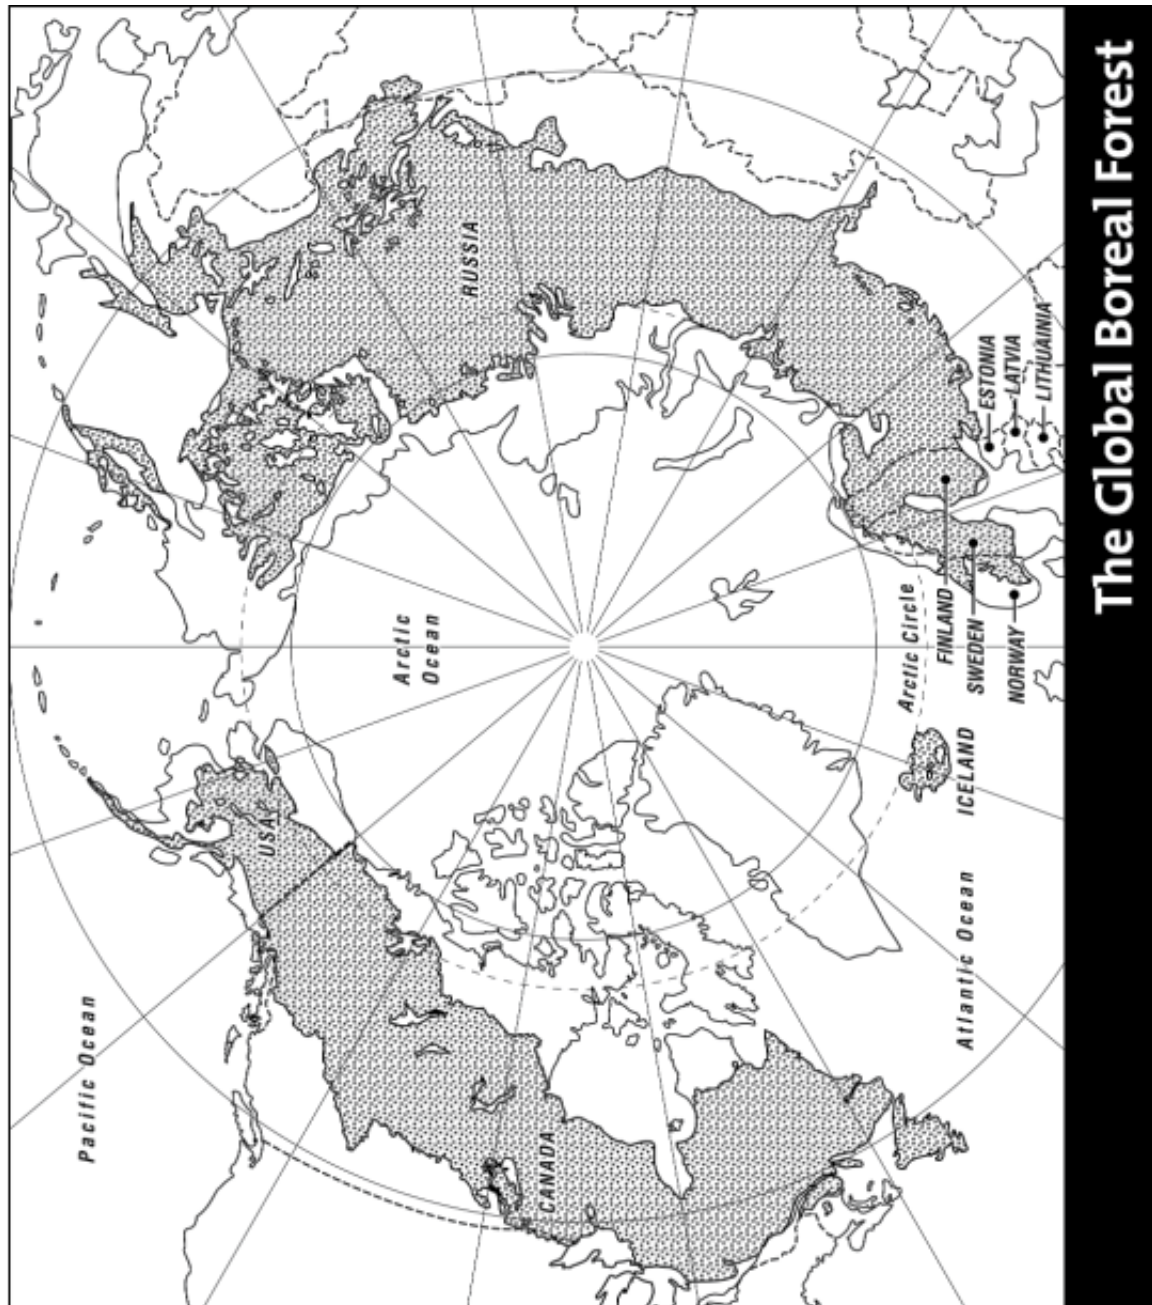 The Global Boreal Forest
RUSSIA
ESTONIA
LATVIA
LITHUAINIA
Arctic
Ocean
Arctic Circle
FINLAND
SWEDEN
NORWAY
ICELAND
USA
Atlantic Ocean
Pacific Ocean
CANADA